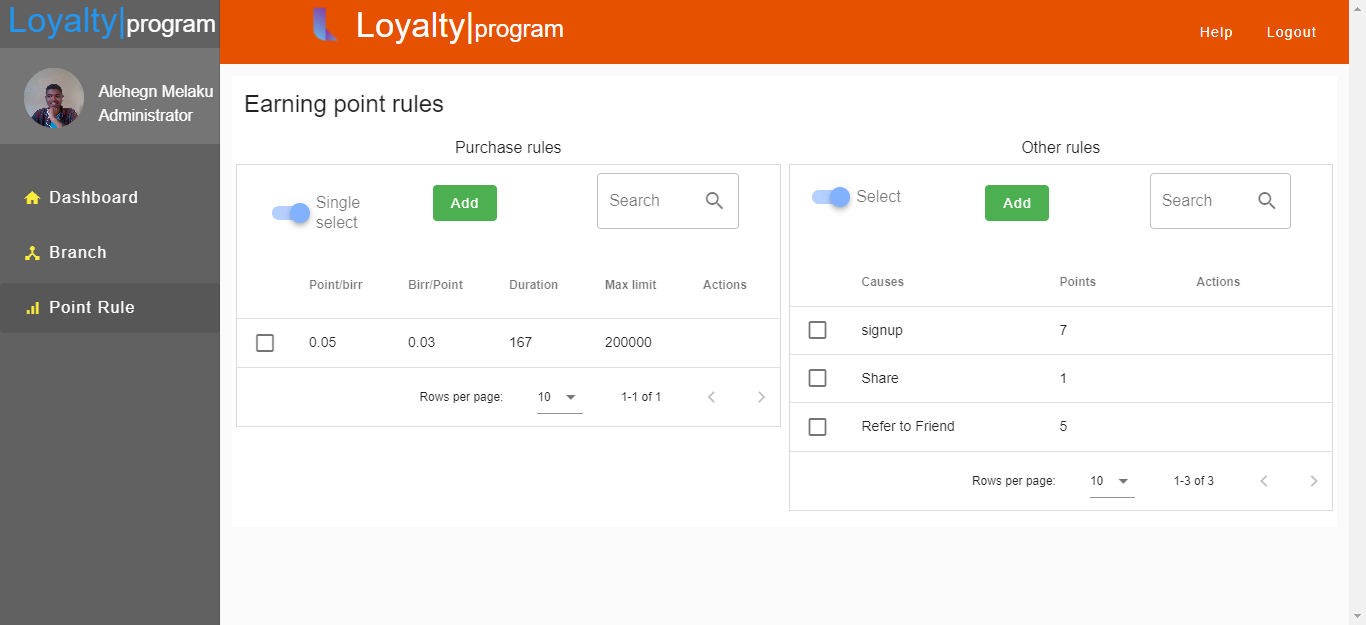 Loyalty|program
Loyalty|program
Help
Logout
Alehegn Melaku
Administrator
Dashboard
Branch
Point Rule
Earning point rules
Purchase rules
Single
select
Add
Search
Point/birr Birr/Point Duration Max limit Actions
0.05 0.03 167 200000
Rows per page: 10 1-1 of 1
Other rules
Select
Add
Search
Causes Points Actions
signup 7
Share 1
Refer to Friend 5
Rows per page: 10 1-3 of 3